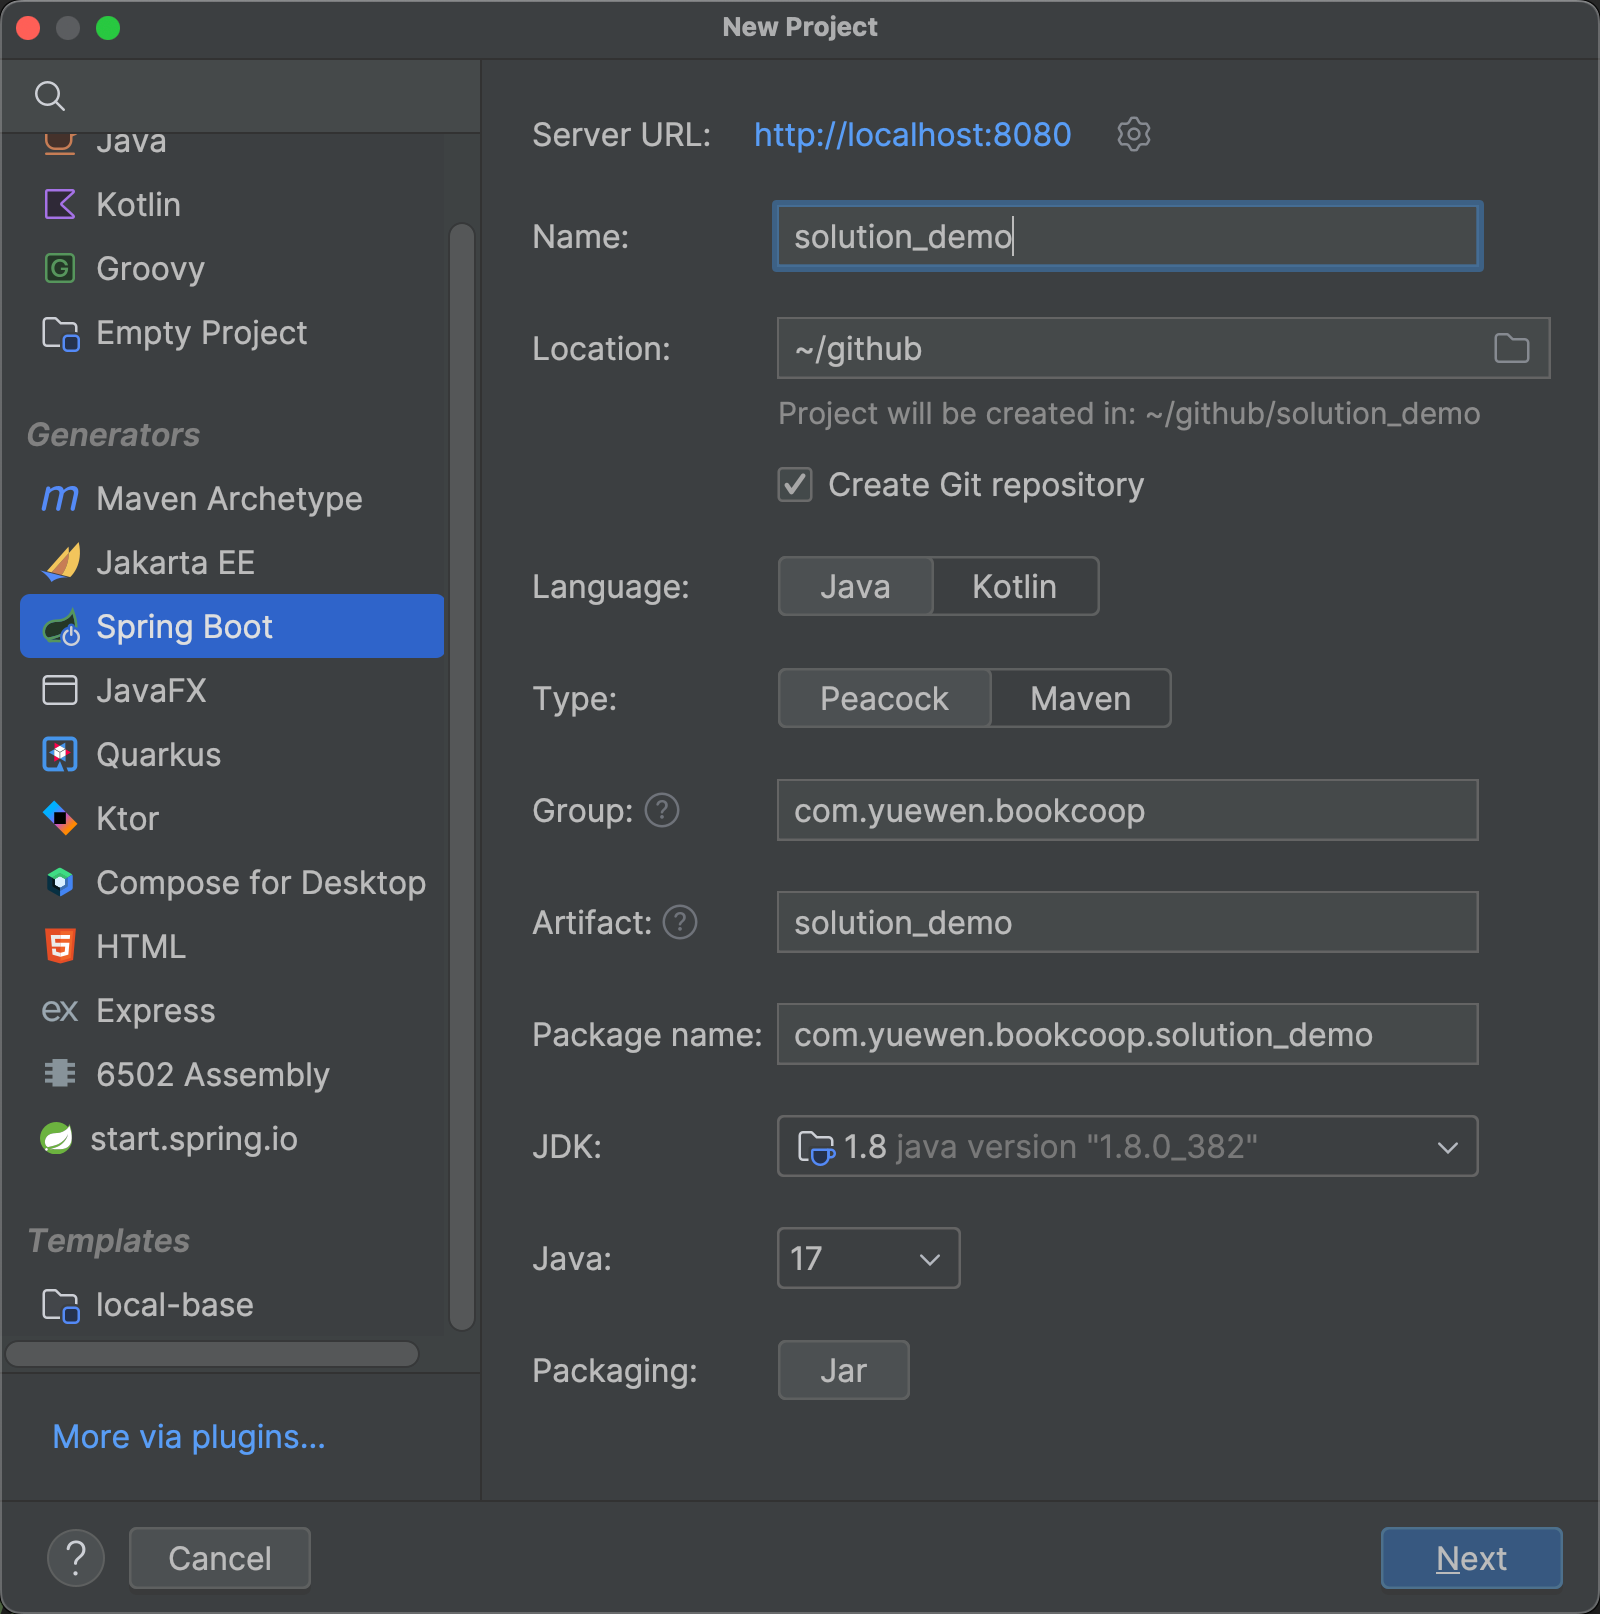 New Project
Java
Kotlin
Groovy
Empty Project
Generators
Maven Archetype
Jakarta EE
Spring Boot
JavaFX
Quarkus
Ktor
Compose for Desktop
HTML
ex Express
6502 Assembly
start.spring.io
Templates
local-base
More via plugins...
Server URL: http://localhost:8080
Name: solution_demo
Location: ~/github
Project will be created in: ~/github/solution_demo
Create Git repository
Language: Java Kotlin
Type: Peacock Maven
Group: ? com.yuewen.bookcoop
Artifact: ? solution_demo
Package name: com.yuewen.bookcoop.solution_demo
JDK: 1.8 java version "1.8.0_382"
Java: 17
Packaging: Jar
? Cancel Next